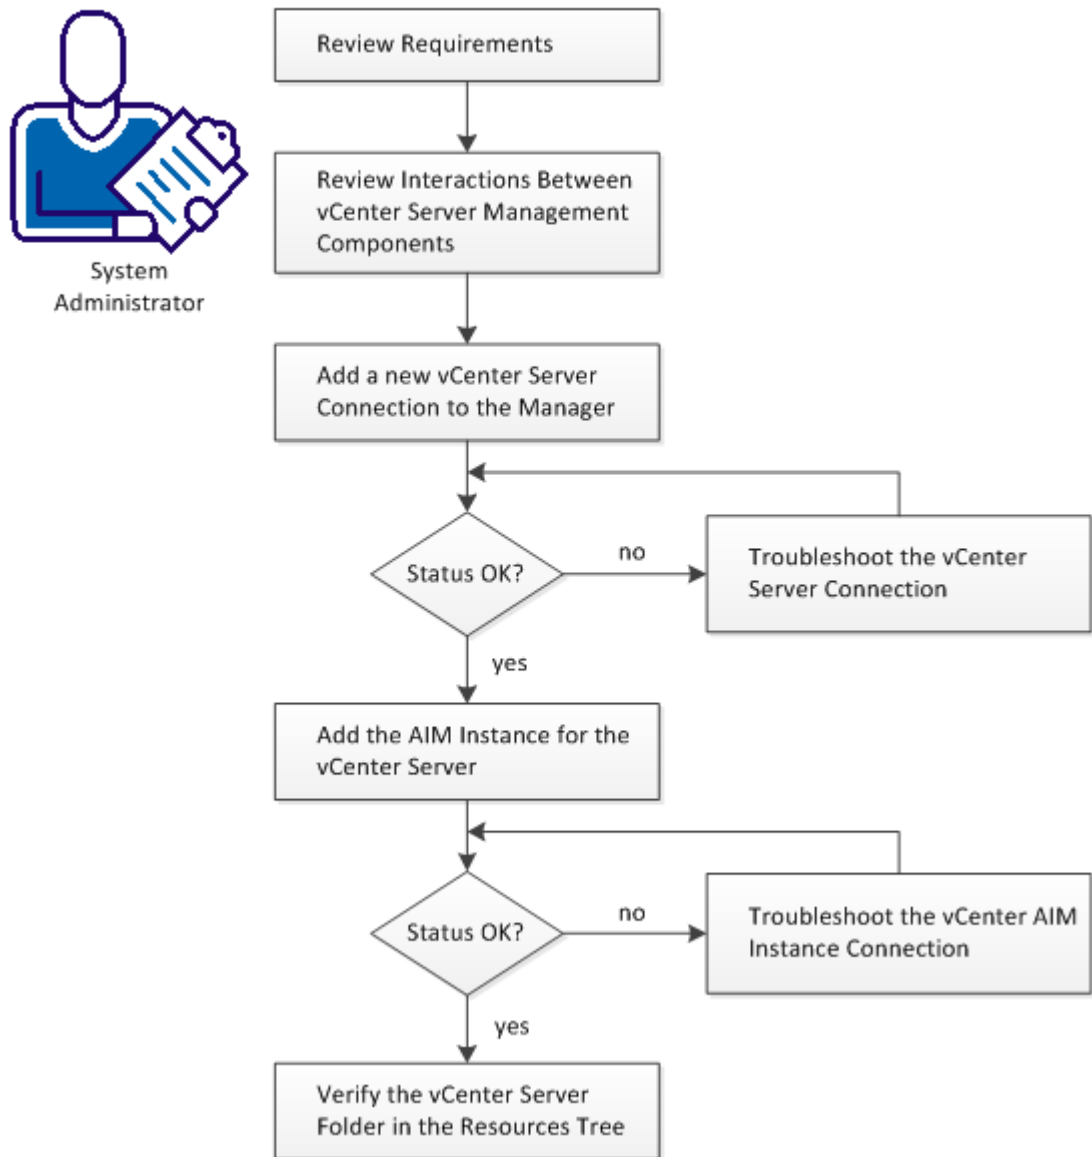 Review Requirements
System
Administrator
Review Interactions Between
vCenter Server Management
Components
Add a new vCenter Server
Connection to the Manager
Status OK?
no
Troubleshoot the vCenter
Server Connection
yes
Add the AIM Instance for the
vCenter Server
Status OK?
no
Troubleshoot the vCenter AIM
Instance Connection
yes
Verify the vCenter Server
Folder in the Resources Tree